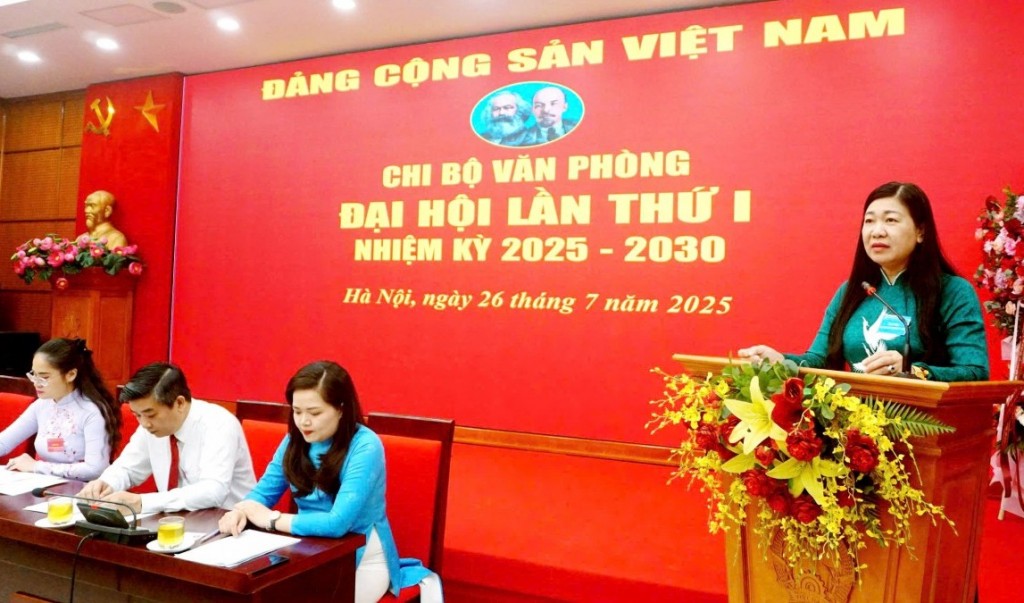 ĐẢNG CỘNG SẢN VIỆT NAM
CHI BỘ VĂN PHÒNG
ĐẠI HỘI LẦN THỨ I
NHIỆM KỲ 2025 - 2030
Hà Nội, ngày 26 tháng 7 năm 2025